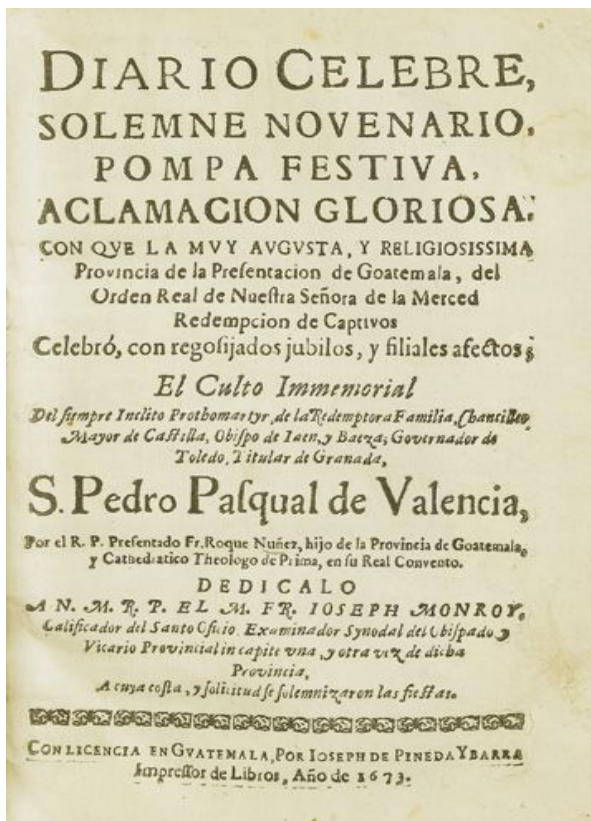 DIARIO CELEBRE,
SOLEMNE NOVENARIO,
POMPA FESTIVA,
ACLAMACION GLORIOSA:
CON QVE LA MVY AVGVSTA, Y RELIGIOSISSIMA
Provincia de la Preſentacion de Goatemala, del
Orden Real de Nueſtra Señora de la Merced
Redempcion de Captivos
Celebró, con regoſijados jubilos, y filiales afectos;
El Culto Immemorial
Del ſiempre Inclito Prothomartyr, de la Redemptora Familia, Chanciller
Mayor de Caſtilla, Obiſpo de Iaen, y Baeza; Governador de
Toledo, Titular de Granada,
S. Pedro Paſqual de Valencia,
Por el R. P. Preſentado Fr. Roque Nuñez, hijo de la Provincia de Goatemala,
y Cathedratico Theologo de Prima, en ſu Real Convento.
DEDICALO
A N. M. R. P. EL M. FR. IOSEPH MONROY,
Calificador del Santo Oficio, Examinador Synodal del Obiſpado y
Vicario Provincial in capite vna, y otra vez de dicha
Provincia,
A cuya coſta, y ſolicitud ſe ſolemnizaron las fieſtas.
CON LICENCIA EN GVATEMALA, POR IOSEPH DE PINEDA YBARRA
Impreſſor de Libros, Año de 1673.